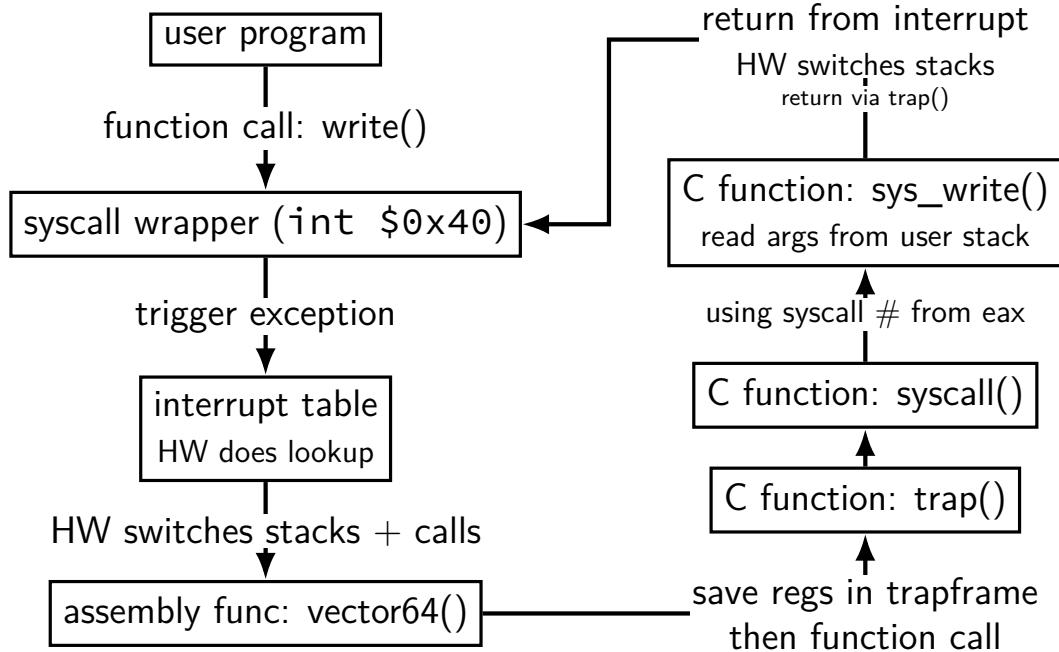 user program
function call: write()
syscall wrapper (int $0x40)
trigger exception
interrupt table
HW does lookup
HW switches stacks + calls
assembly func: vector64()
save regs in trapframe
then function call
C function: trap()
C function: syscall()
using syscall # from eax
C function: sys_write()
read args from user stack
return from interrupt
HW switches stacks
return via trap()